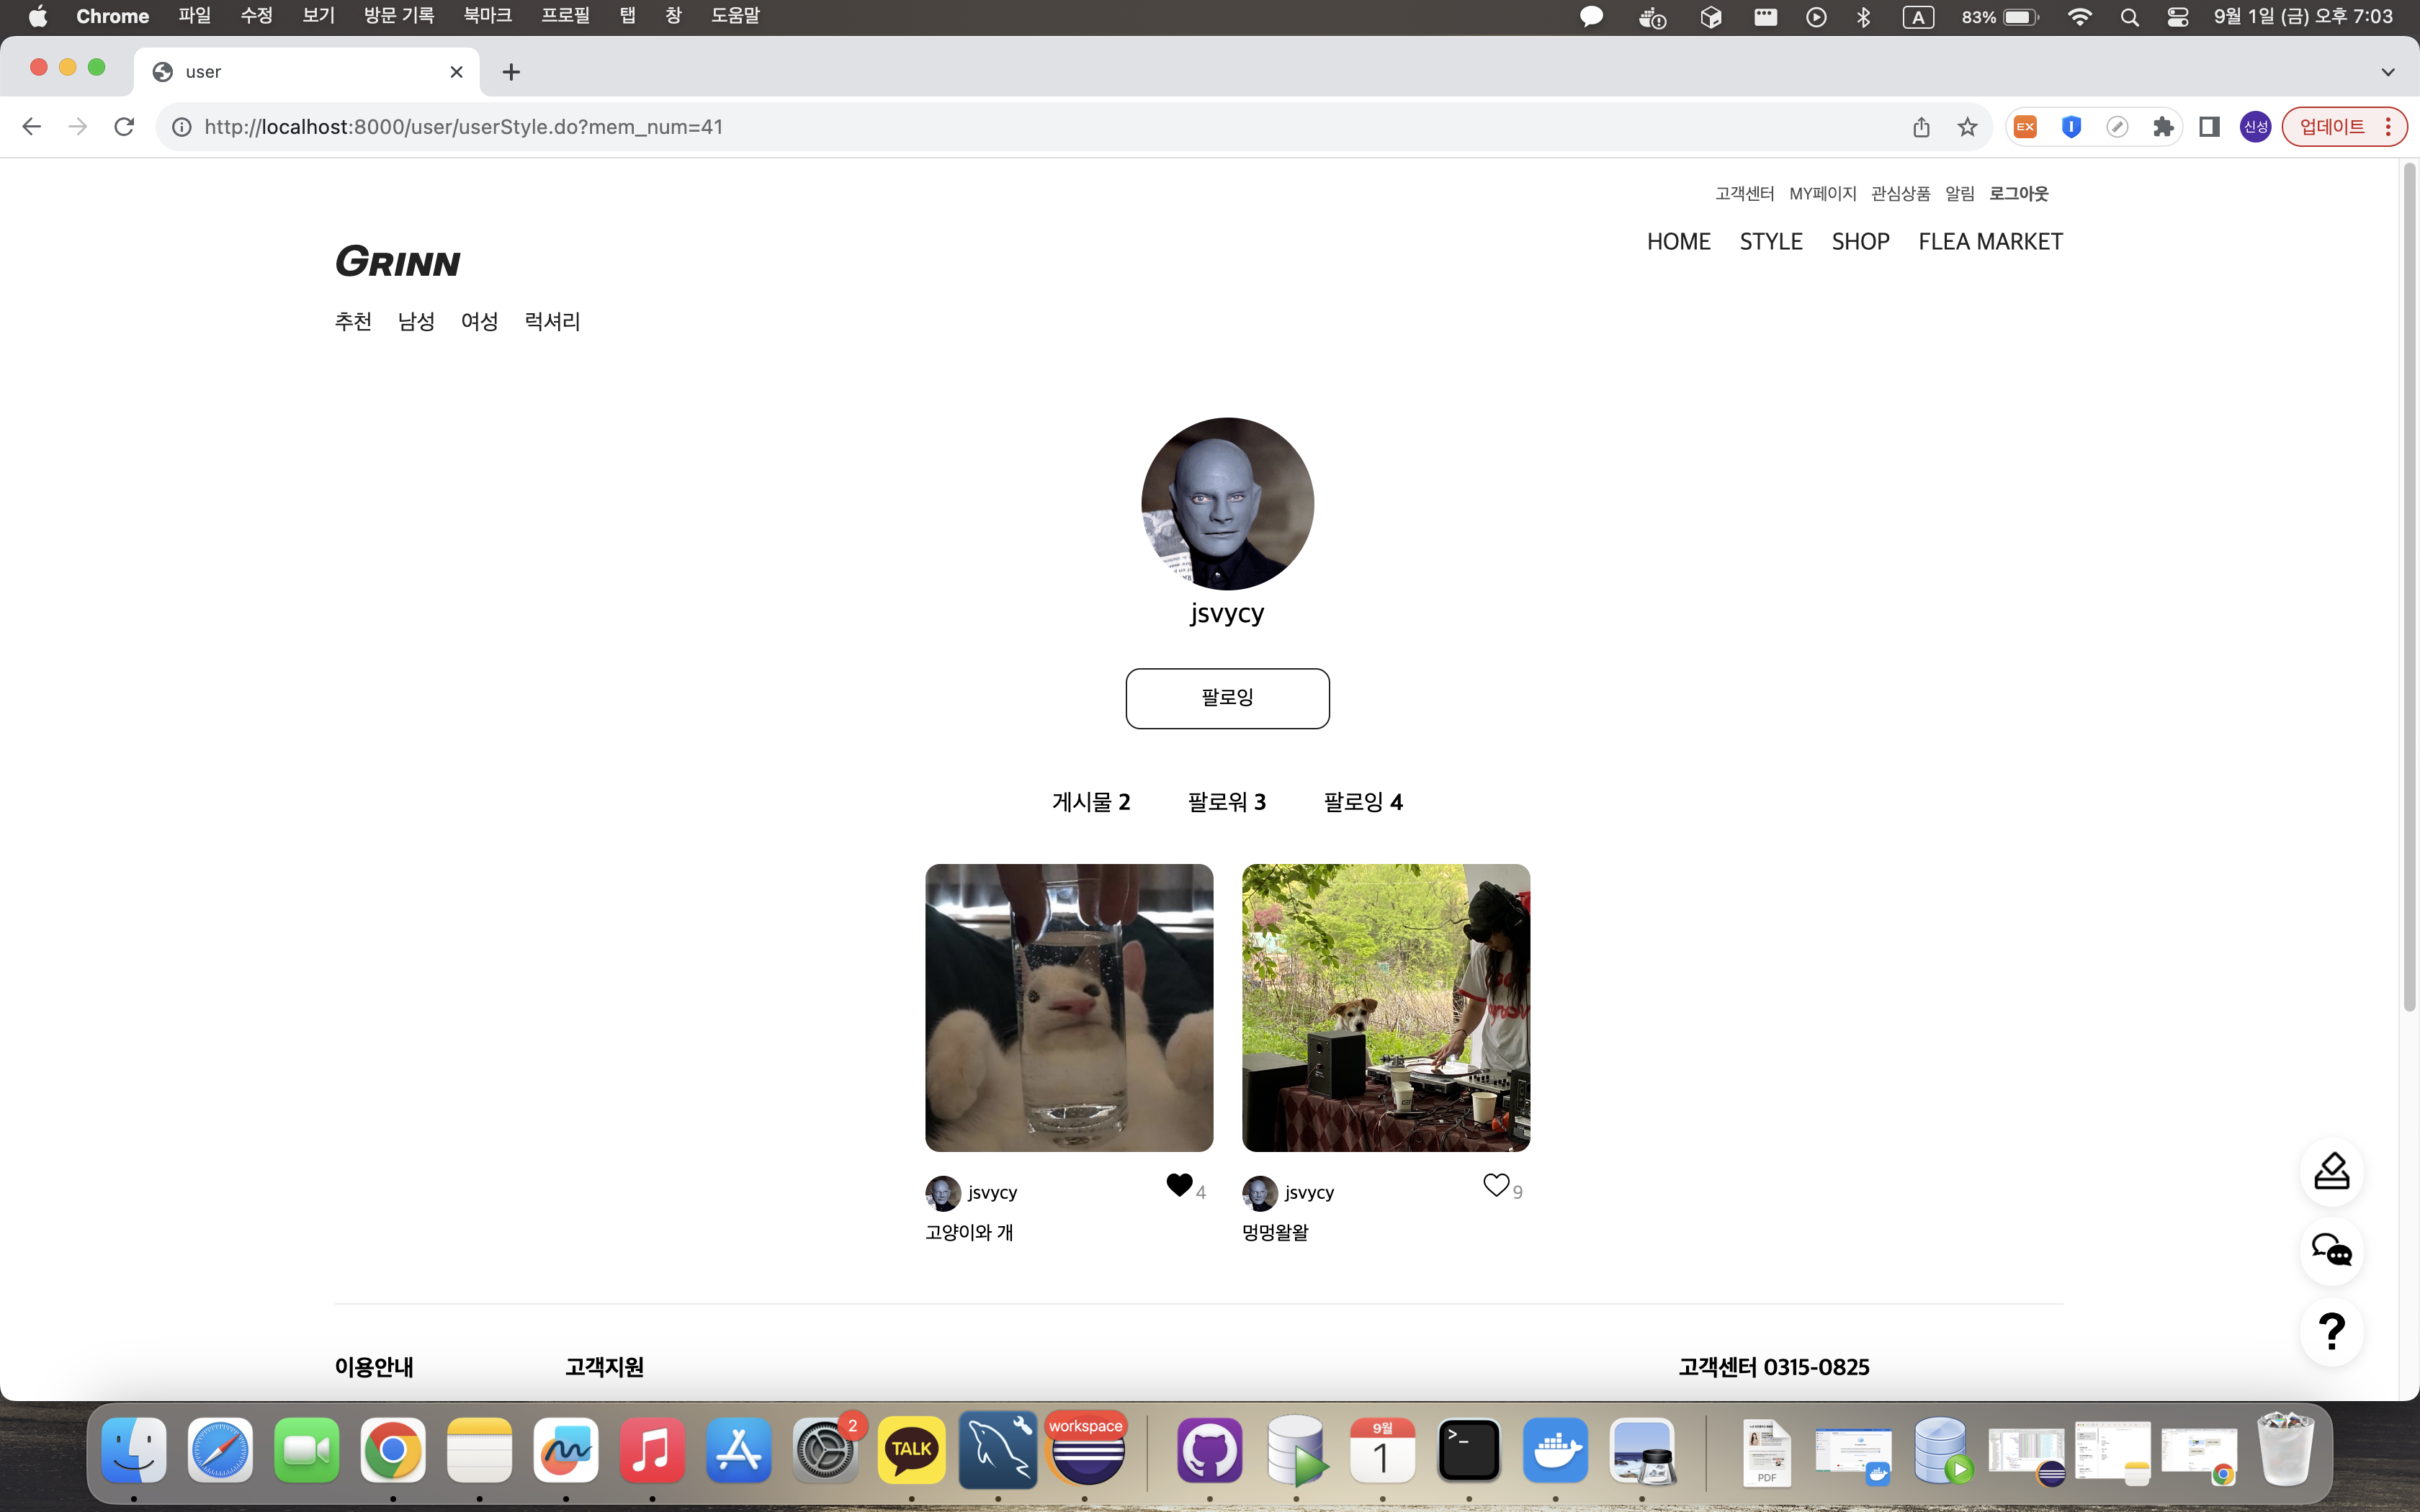 Chrome 파일 수정 보기 방문 기록 북마크 프로필 탭 창 도움말 A 83% 9월 1일 (금) 오후 7:03
user
http://localhost:8000/user/userStyle.do?mem_num=41 EX 신성 업데이트
고객센터 MY페이지 관심상품 알림 로그아웃
HOME STYLE SHOP FLEA MARKET
GRINN
추천 남성 여성 럭셔리
jsvycy
팔로잉
게시물 2 팔로워 3 팔로잉 4
jsvycy 4 jsvycy 9
고양이와 개 멍멍왈왈
?
이용안내 고객지원 고객센터 0315-0825
2 TALK workspace 9월 1 >_ PDF